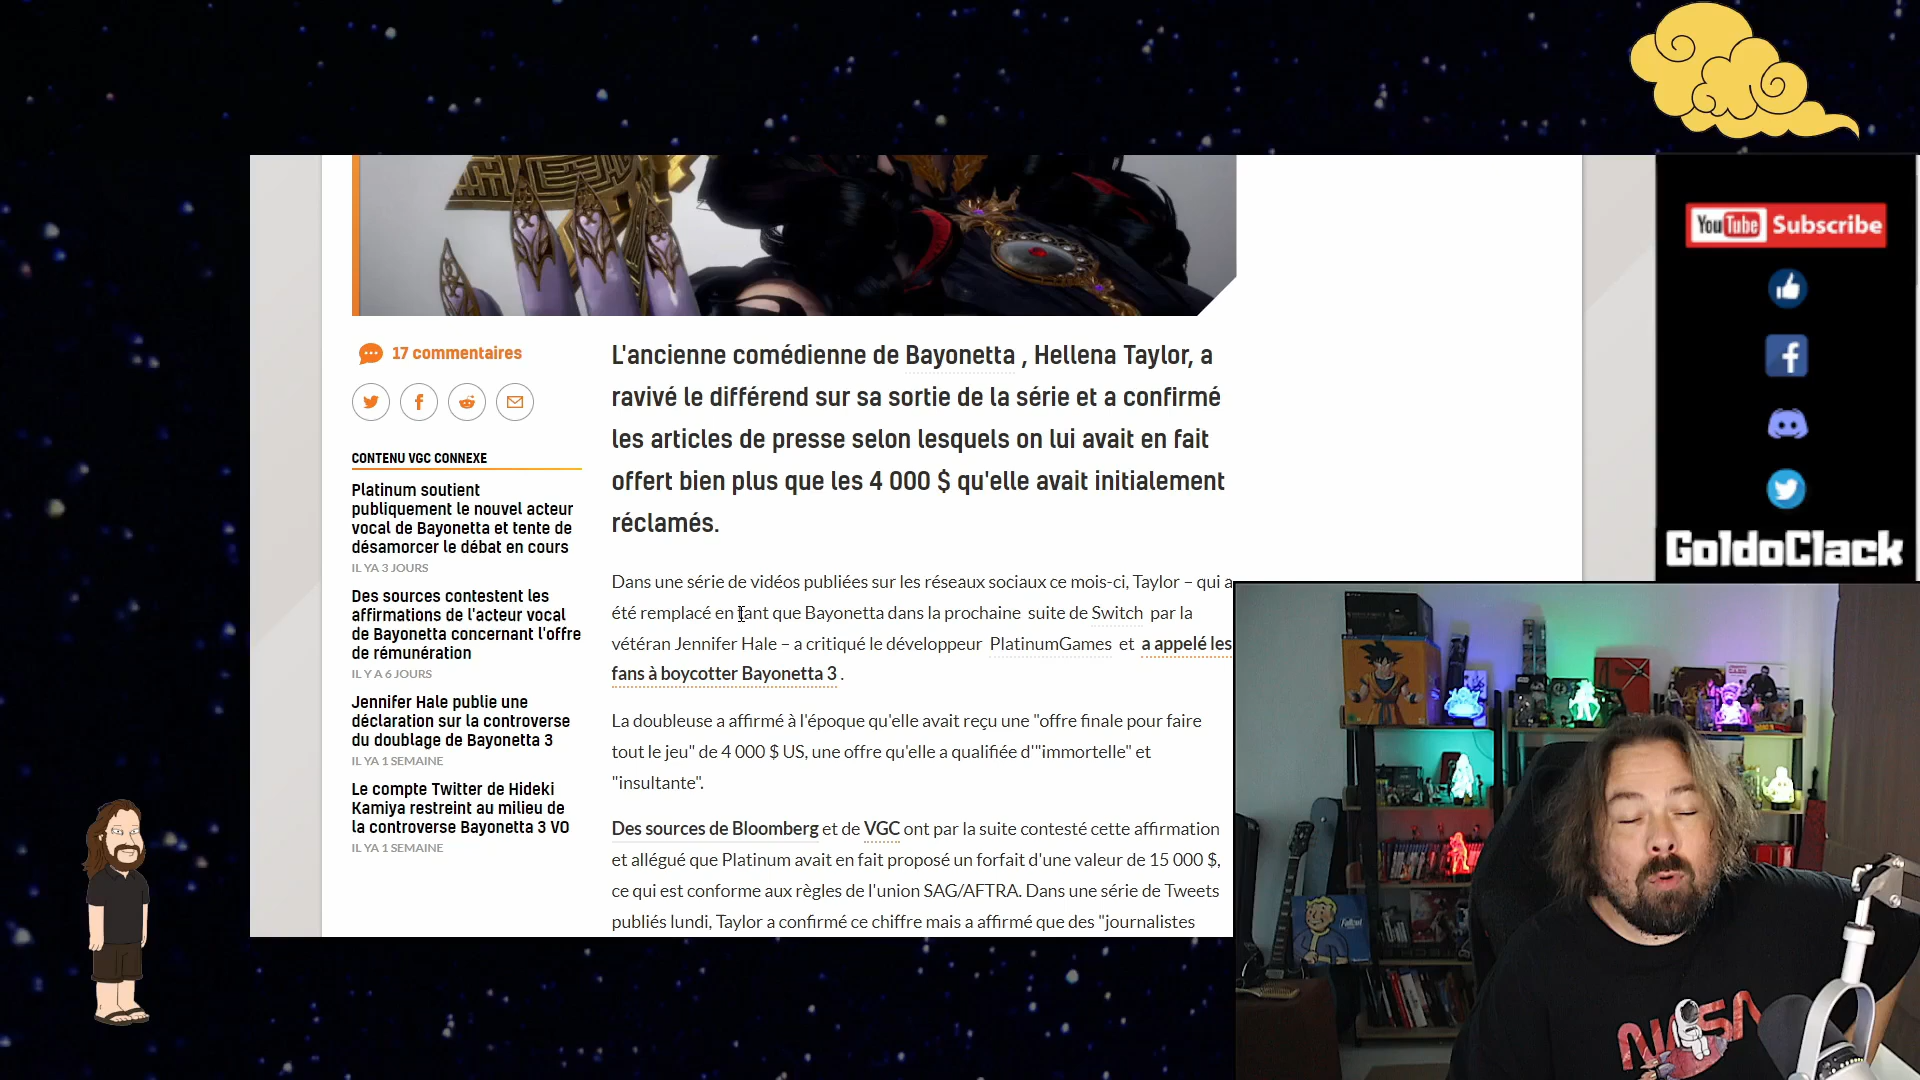 17 commentaires
CONTENU VGC CONNEXE
Platinum soutient
publiquement le nouvel acteur
vocal de Bayonetta et tente de
désamorcer le débat en cours
IL YA 3 JOURS
Des sources contestent les
affirmations de l'acteur vocal
de Bayonetta concernant l'offre
de rémunération
IL Y A 6 JOURS
Jennifer Hale publie une
déclaration sur la controverse
du doublage de Bayonetta 3
IL YA 1 SEMAINE
Le compte Twitter de Hideki
Kamiya restreint au milieu de
la controverse Bayonetta 3 VO
IL YA 1 SEMAINE
L'ancienne comédienne de Bayonetta , Hellena Taylor, a
ravivé le différend sur sa sortie de la série et a confirmé
les articles de presse selon lesquels on lui avait en fait
offert bien plus que les 4 000 $ qu'elle avait initialement
réclamés.
Dans une série de vidéos publiées sur les réseaux sociaux ce mois-ci, Taylor – qui a
été remplacé en tant que Bayonetta dans la prochaine suite de Switch par la
vétéran Jennifer Hale – a critiqué le développeur PlatinumGames et a appelé les
fans à boycotter Bayonetta 3 .
La doubleuse a affirmé à l'époque qu'elle avait reçu une "offre finale pour faire
tout le jeu" de 4 000 $ US, une offre qu'elle a qualifiée d'"immortelle" et
"insultante".
Des sources de Bloomberg et de VGC ont par la suite contesté cette affirmation
et allégué que Platinum avait en fait proposé un forfait d'une valeur de 15 000 $,
ce qui est conforme aux règles de l'union SAG/AFTRA. Dans une série de Tweets
publiés lundi, Taylor a confirmé ce chiffre mais a affirmé que des "journalistes
YouTube Subscribe
GoldoClack
NASA